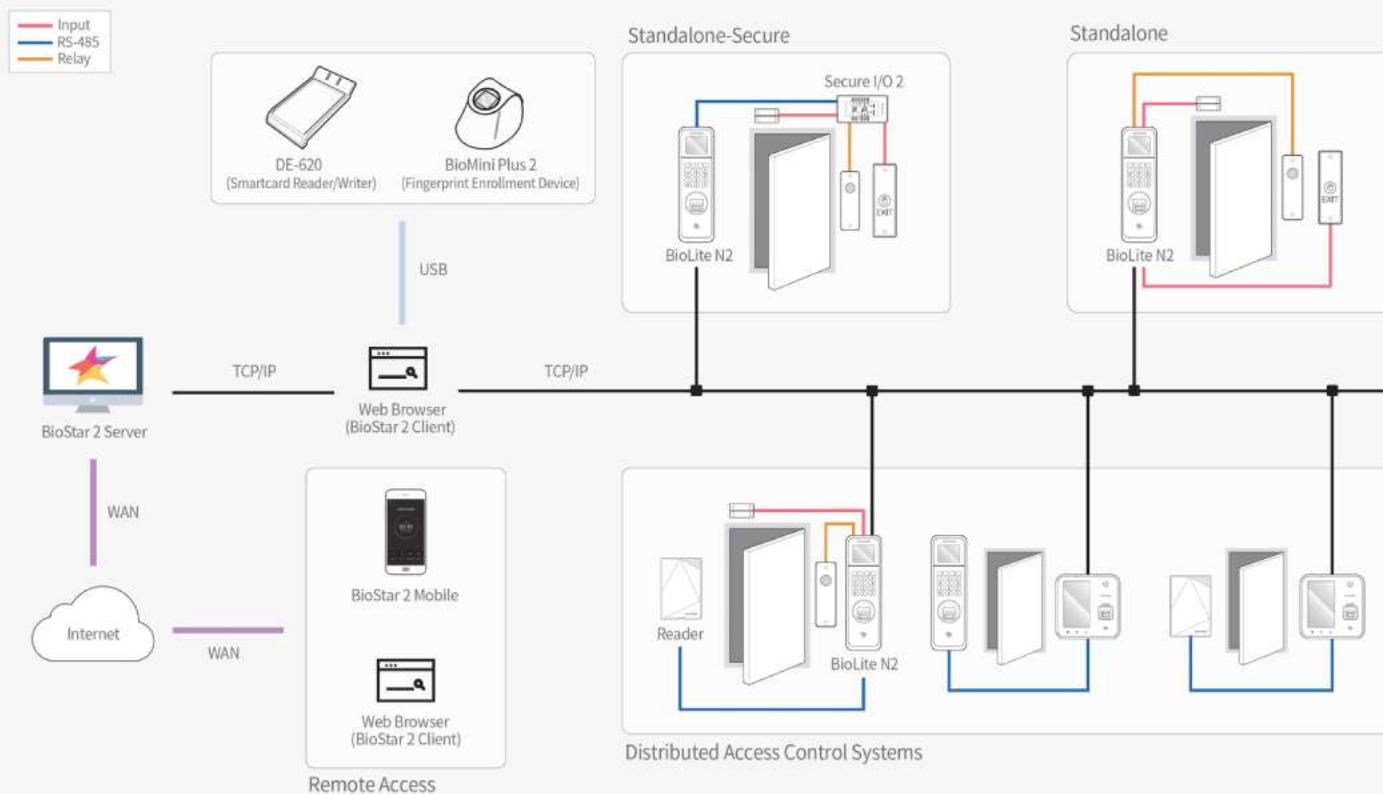 Input
RS-485
Relay
Standalone-Secure
Standalone
Secure I/O 2
DE-620
(Smartcard Reader/Writer)
BioMini Plus 2
(Fingerprint Enrollment Device)
EXIT
BioLite N2
EXIT
BioLite N2
USB
TCP/IP
TCP/IP
BioStar 2 Server
Web Browser
(BioStar 2 Client)
WAN
BioStar 2 Mobile
Internet
WAN
Reader
BioLite N2
Web Browser
(BioStar 2 Client)
Distributed Access Control Systems
Remote Access